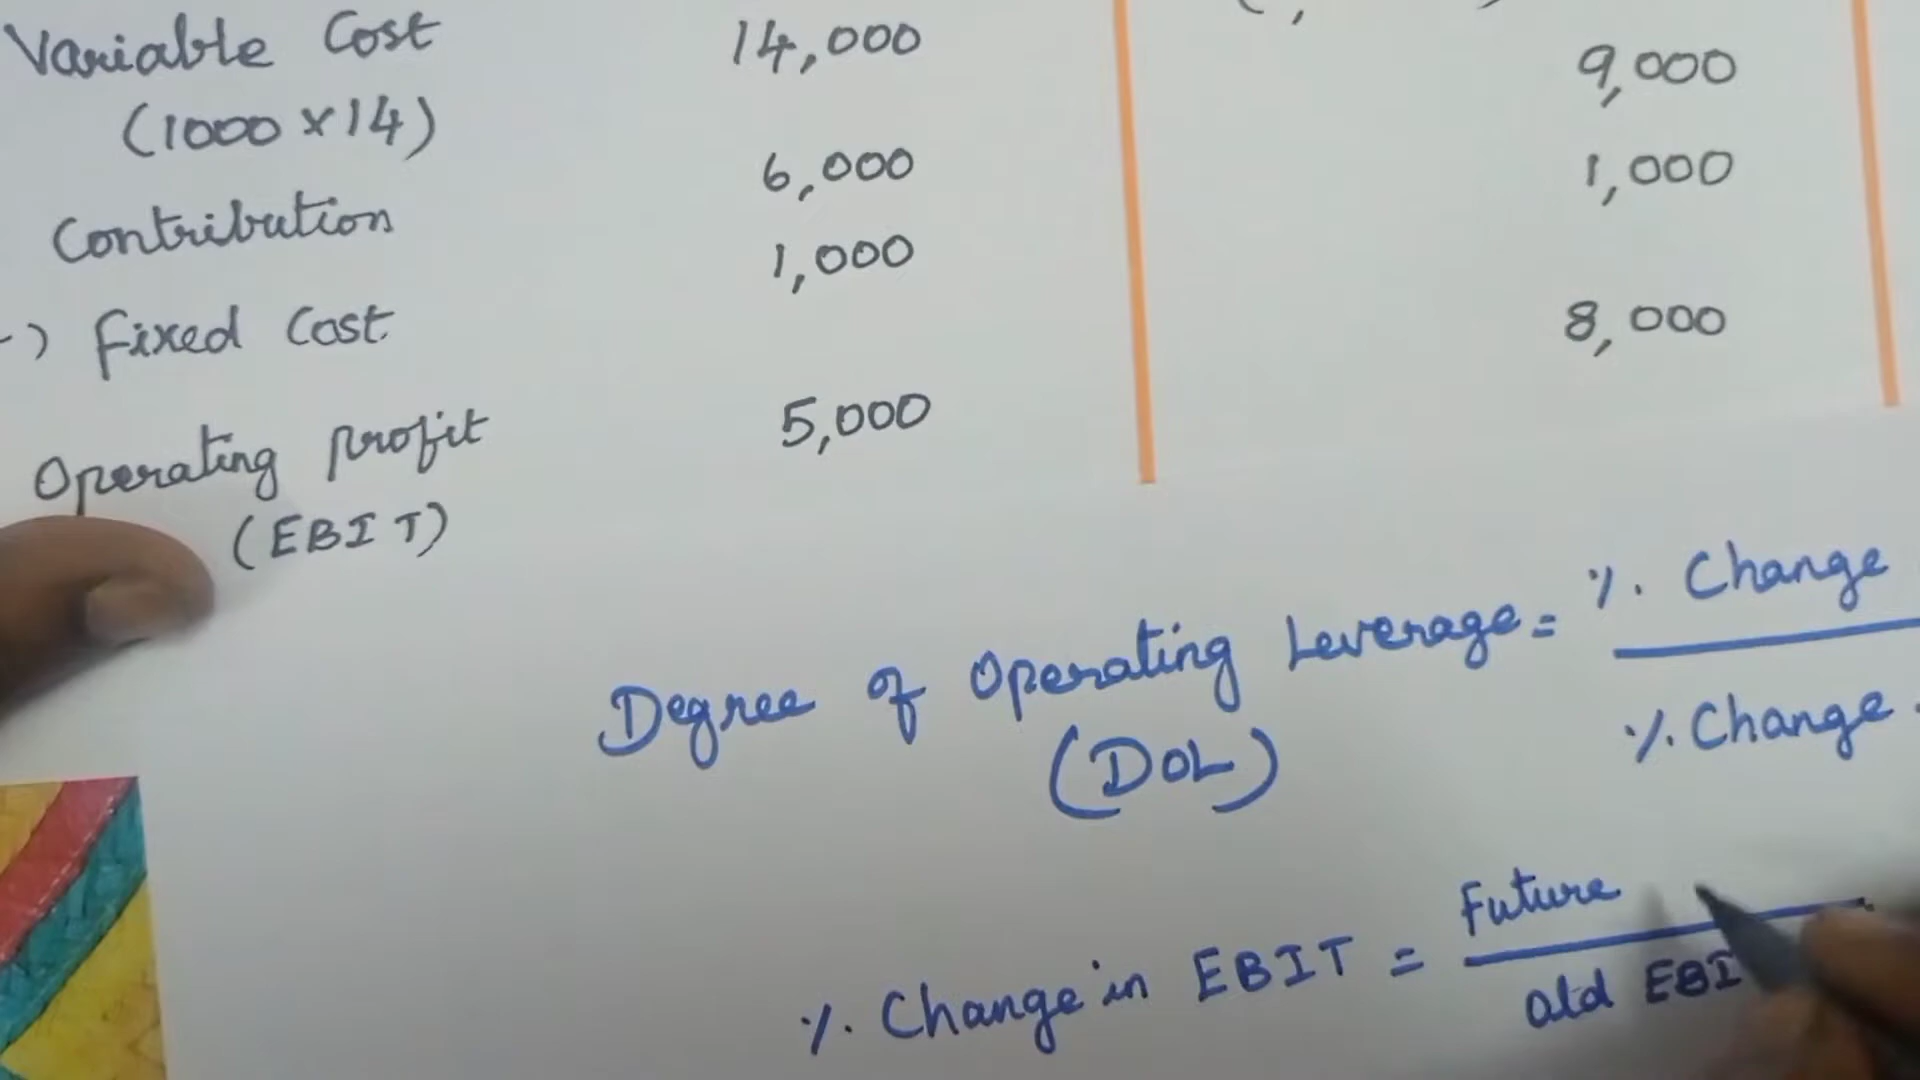 Variable Cost 14,000
9,000
(1000 × 14)
6,000 1,000
Contribution
1,000
-) Fixed Cost 8,000
Operating profit 5,000
(EBIT)
Degree of Operating Leverage = % Change
% Change
(DOL)
% Change in EBIT = Future
old EBI